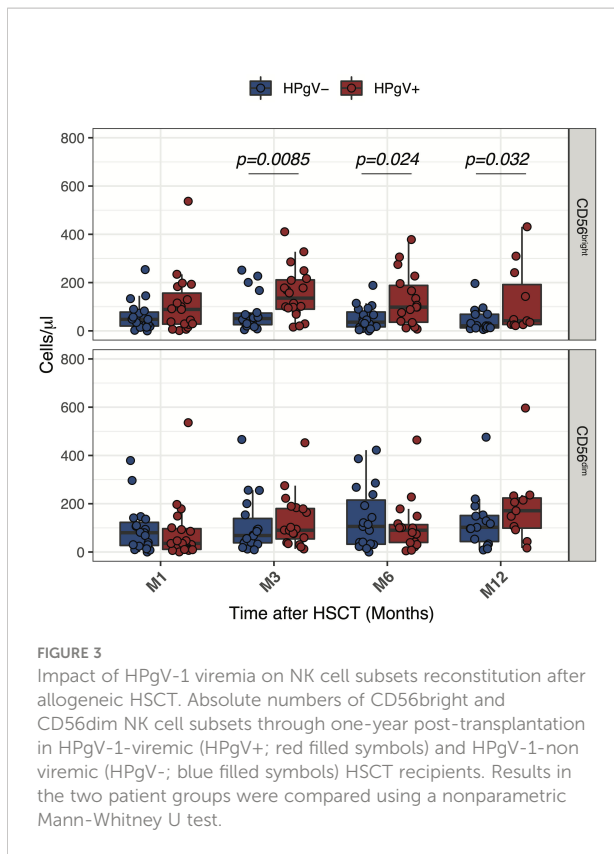 HPgV− HPgV+
800
p=0.0085 p=0.024 p=0.032
600
400
200
0
CD56bright
Cells/µl
800
600
400
200
0
CD56dim
M1 M3 M6 M12
Time after HSCT (Months)
FIGURE 3
Impact of HPgV-1 viremia on NK cell subsets reconstitution after
allogeneic HSCT. Absolute numbers of CD56bright and
CD56dim NK cell subsets through one-year post-transplantation
in HPgV-1-viremic (HPgV+; red filled symbols) and HPgV-1-non
viremic (HPgV-; blue filled symbols) HSCT recipients. Results in
the two patient groups were compared using a nonparametric
Mann-Whitney U test.